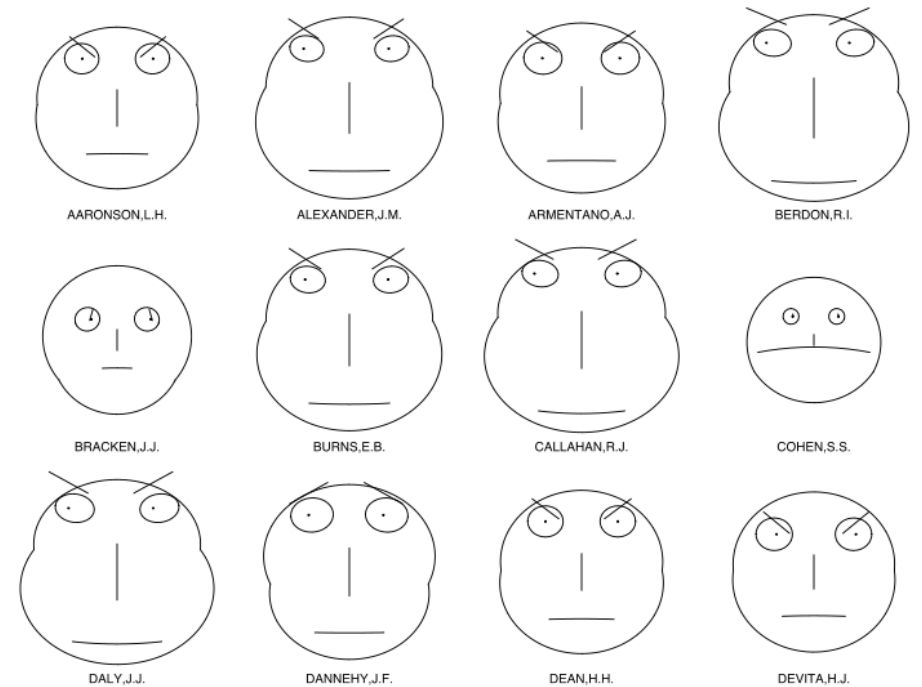 AARONSON,L.H.
ALEXANDER,J.M.
ARMENTANO,A.J.
BERDON,R.I.
BRACKEN,J.J.
BURNS,E.B.
CALLAHAN,R.J.
COHEN,S.S.
DALY,J.J.
DANNEHY,J.F.
DEAN,H.H.
DEVITA,H.J.